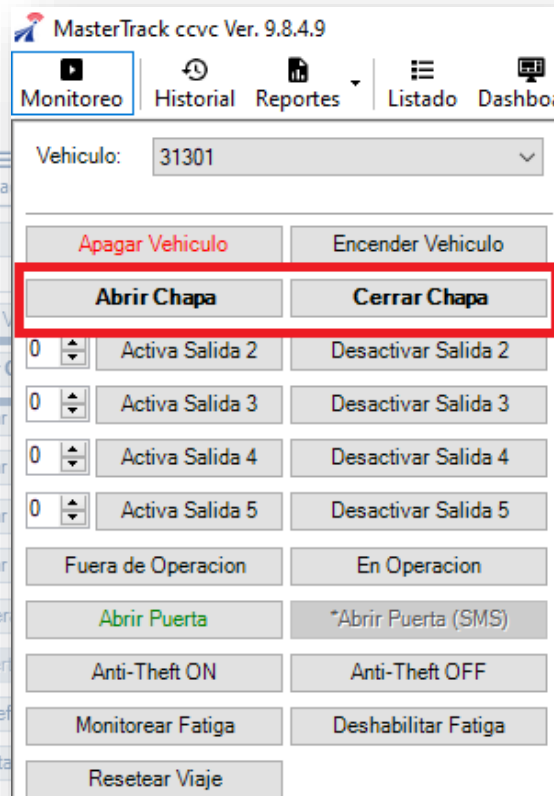 MasterTrack ccvc Ver. 9.8.4.9
Monitoreo Historial Reportes Listado
Vehiculo: 31301
Apagar Vehiculo Encender Vehiculo
Abrir Chapa Cerrar Chapa
0 Activa Salida 2 Desactivar Salida 2
0 Activa Salida 3 Desactivar Salida 3
0 Activa Salida 4 Desactivar Salida 4
0 Activa Salida 5 Desactivar Salida 5
Fuera de Operacion En Operacion
Abrir Puerta *Abrir Puerta (SMS)
Anti-Theft ON Anti-Theft OFF
Monitorear Fatiga Deshabilitar Fatiga
Resetear Viaje